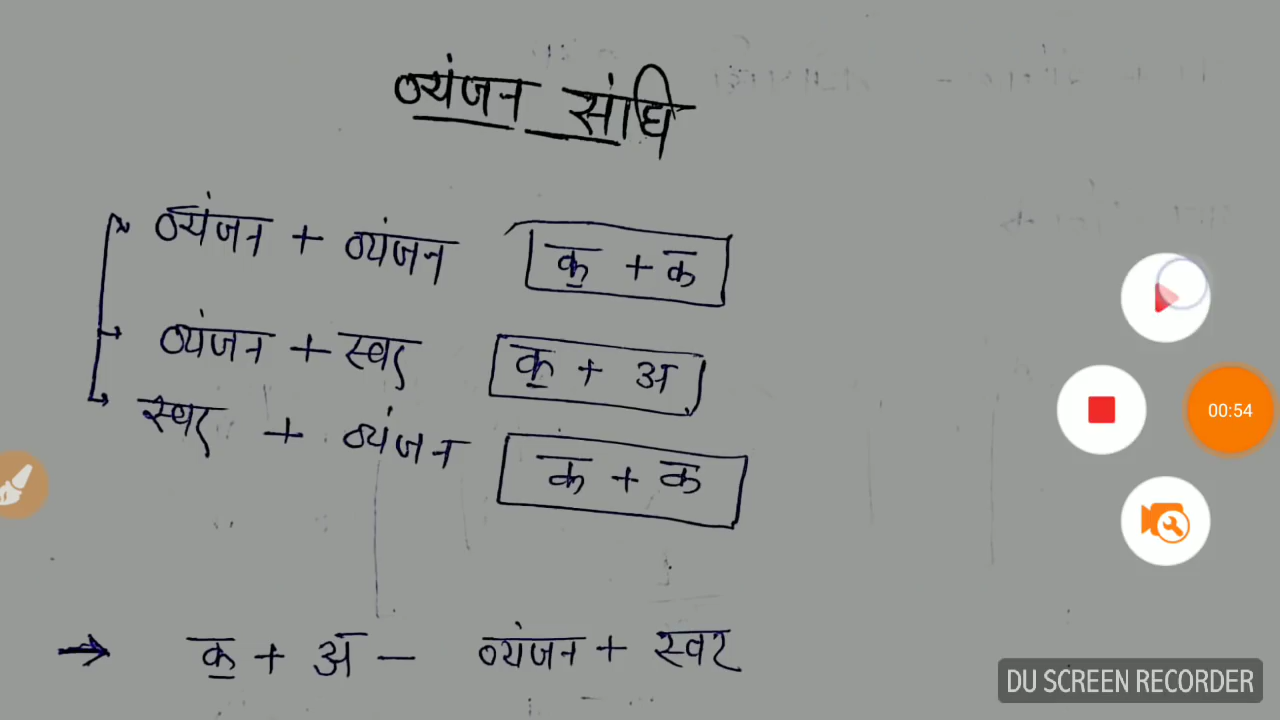 व्यंजन संधि
व्यंजन + व्यंजन क् + क
व्यंजन + स्वर क् + अ
स्वर + व्यंजन क + क
00:54
→ क् + अ - व्यंजन + स्वर
DU SCREEN RECORDER